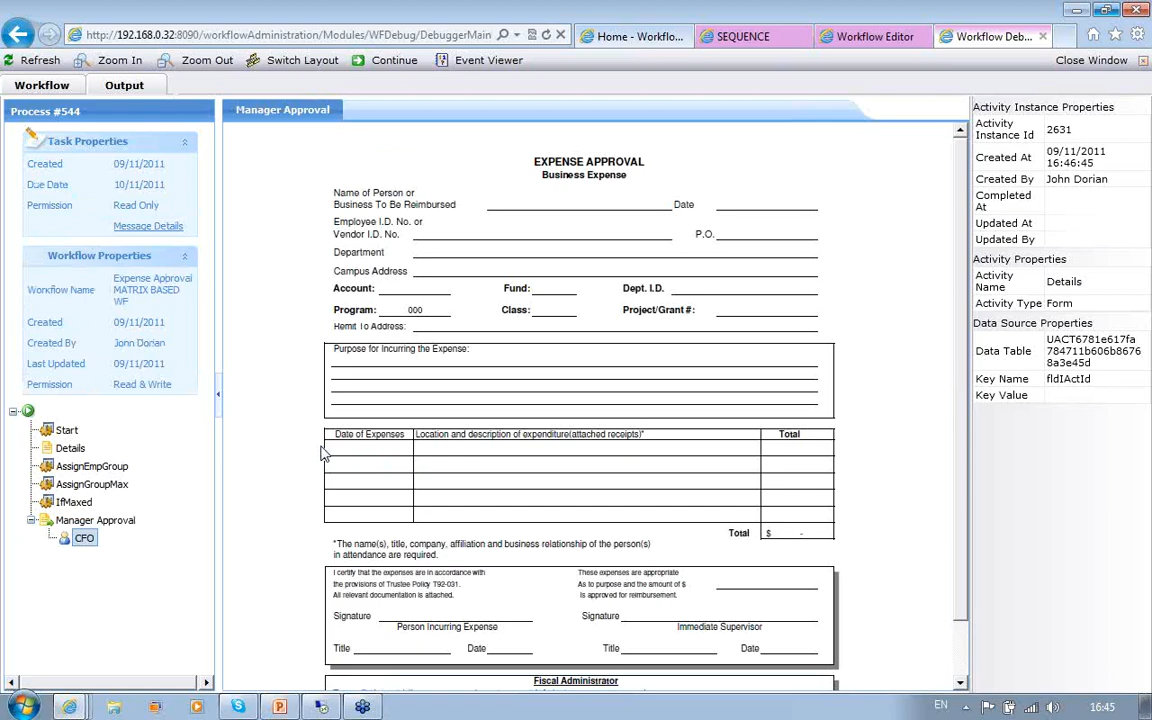 http://192.168.0.32:8090/workflowAdministration/Modules/WFDebug/DebuggerMain
Home - Workflo...
SEQUENCE
Workflow Editor
Workflow Deb...
Refresh
Zoom In
Zoom Out
Switch Layout
Continue
Event Viewer
Close Window
Workflow
Output
Process #544
Task Properties
Created 09/11/2011
Due Date 10/11/2011
Permission Read Only
Message Details
Workflow Properties
Workflow Name
Expense Approval
MATRIX BASED
WF
Created 09/11/2011
Created By John Dorian
Last Updated 09/11/2011
Permission Read & Write
Start
Details
AssignEmpGroup
AssignGroupMax
IfMaxed
Manager Approval
CFO
Manager Approval
EXPENSE APPROVAL
Business Expense
Name of Person or
Business To Be Reimbursed Date
Employee I.D. No. or
Vendor I.D. No. P.O.
Department
Campus Address
Account: Fund: Dept. I.D.
Program: 000 Class: Project/Grant #:
Remit To Address:
Purpose for Incurring the Expense:
Date of Expenses Location and description of expenditure(attached receipts)* Total
Total $ -
*The name(s), title, company, affiliation and business relationship of the person(s)
in attendance are required.
I certify that the expenses are in accordance with These expenses are appropriate
the provisions of Trustee Policy T92-031. As to purpose and the amount of $
All relevant documentation is attached. Is approved for reimbursement.
Signature Signature
Person Incurring Expense Immediate Supervisor
Title Date Title Date
Fiscal Administrator
Activity Instance Properties
Activity
Instance Id 2631
Created At 09/11/2011
16:46:45
Created By John Dorian
Completed
At
Updated At
Updated By
Activity Properties
Activity
Name Details
Activity Type Form
Data Source Properties
Data Table
UACT6781e617fa
784711b606b8676
8a3e45d
Key Name fldIActId
Key Value
EN
16:45